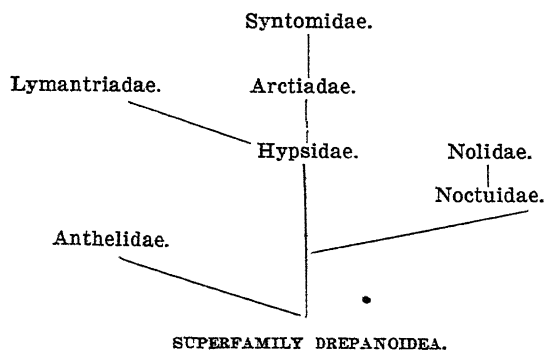 Syntomidae.
Lymantriadae. Arctiadae.
Hypsidae. Nolidae.
Noctuidae.
Anthelidae.
SUPERFAMILY DREPANOIDEA.